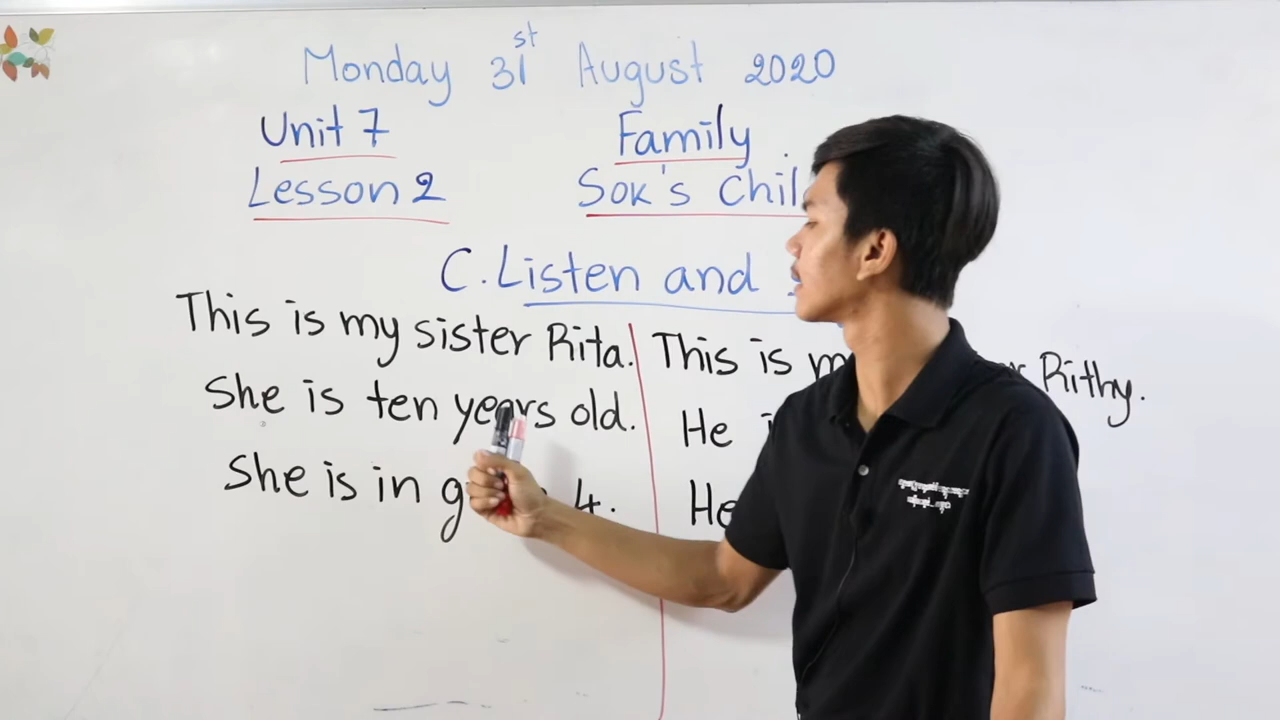 Monday 31st August 2020
Unit 7 Family
Lesson 2 Sok's Chil
C. Listen and
This is my sister Rita.
She is ten years old.
She is in 4.
This is Rithy.
He
He